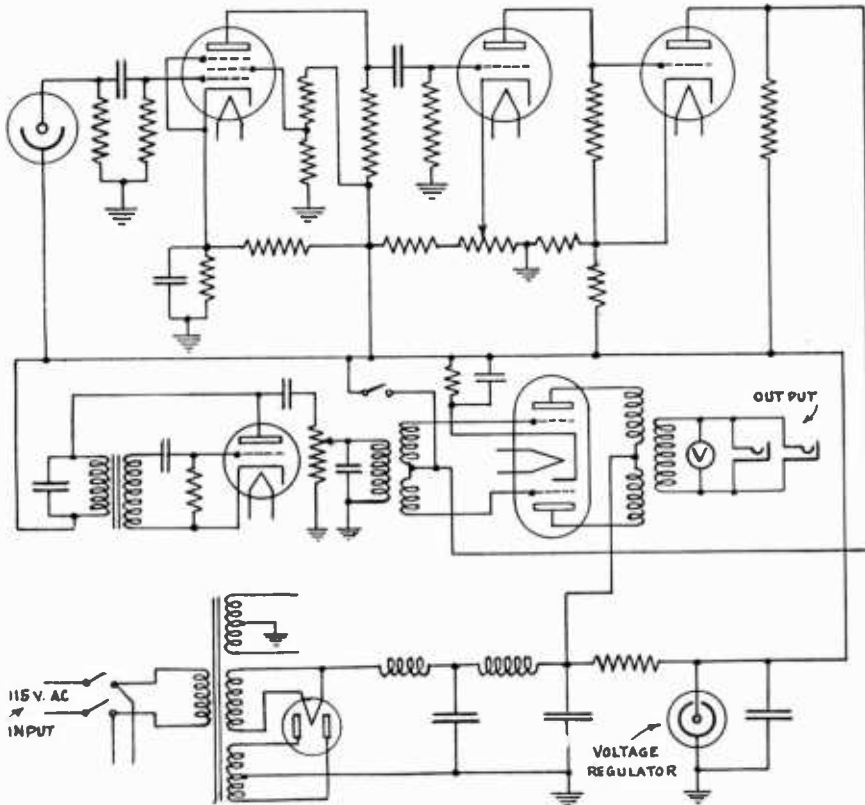 OUTPUT
V
115 V. AC
INPUT
VOLTAGE
REGULATOR